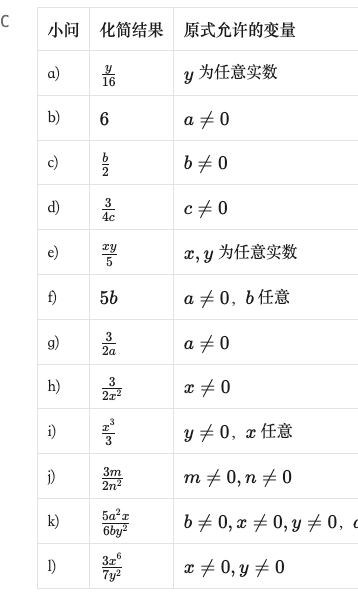 C
小问 化简结果 原式允许的变量
a) y/16 y 为任意实数
b) 6 a ≠ 0
c) b/2 b ≠ 0
d) 3/4c c ≠ 0
e) xy/5 x, y 为任意实数
f) 5b a ≠ 0, b 任意
g) 3/2a a ≠ 0
h) 3/2x² x ≠ 0
i) x³/3 y ≠ 0, x 任意
j) 3m/2n² m ≠ 0, n ≠ 0
k) 5a²x/6by² b ≠ 0, x ≠ 0, y ≠ 0,
l) 3x⁶/7y² x ≠ 0, y ≠ 0